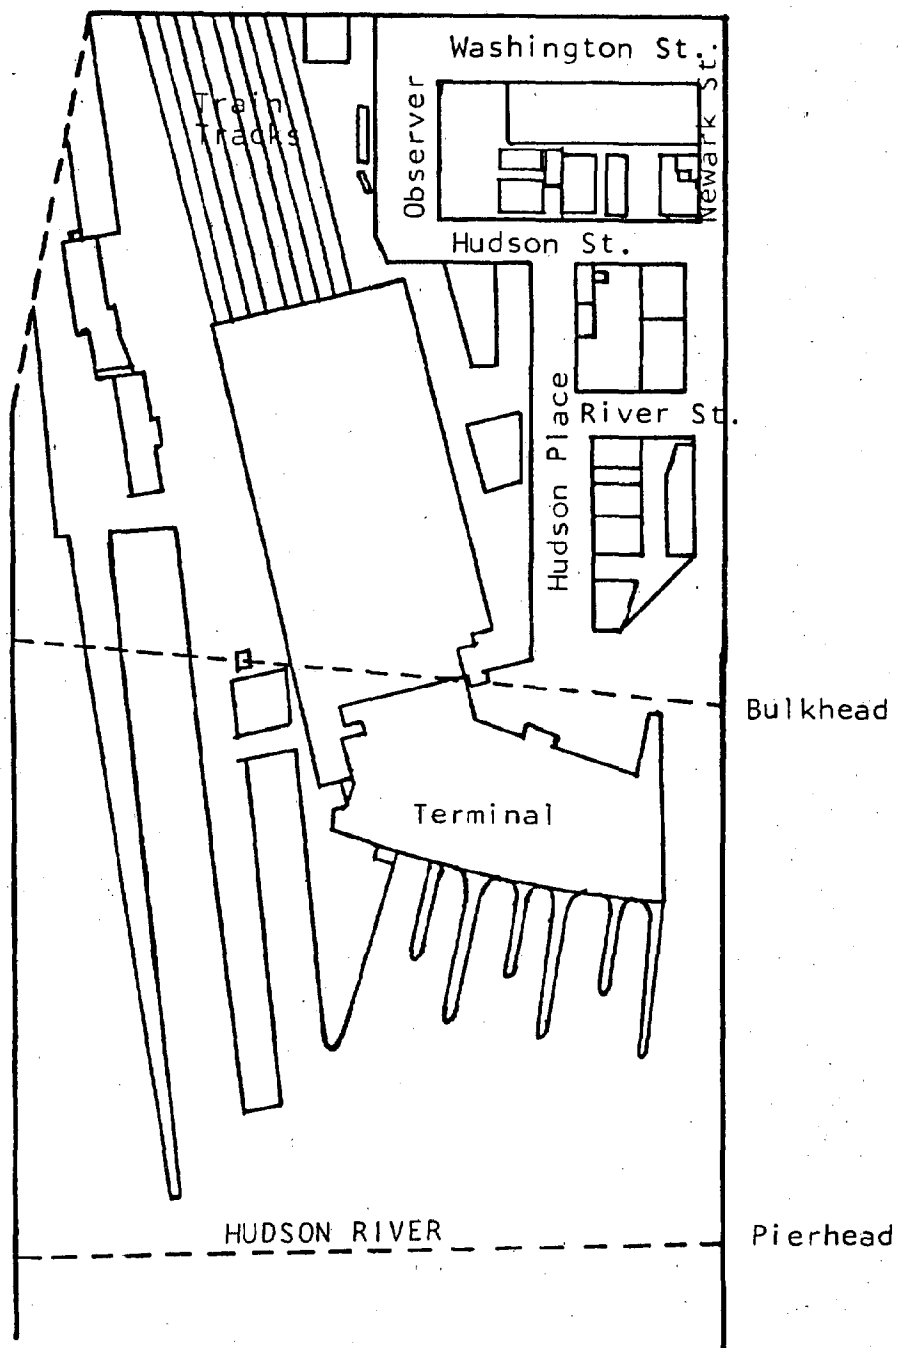 Washington St.
Train
Tracks
Observer
Newark St.
Hudson St.
Hudson Place
River St.
Bulkhead
Terminal
HUDSON RIVER
Pierhead